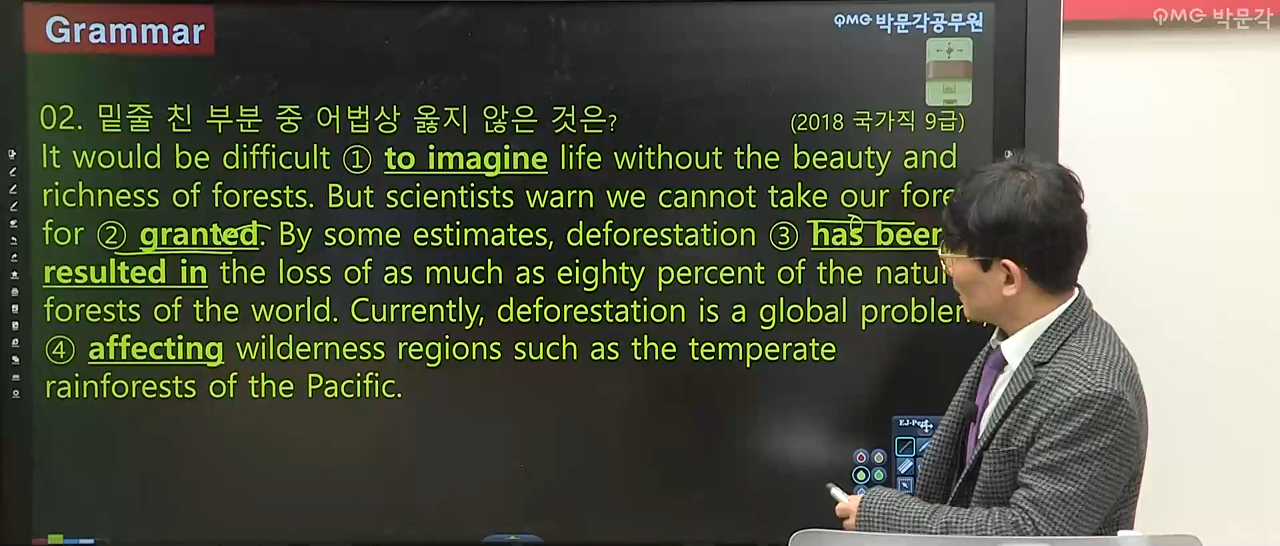 Grammar
QMG 박문각공무원
QMG 박문각
02. 밑줄 친 부분 중 어법상 옳지 않은 것은?
(2018 국가직 9급)
It would be difficult ① to imagine life without the beauty and
richness of forests. But scientists warn we cannot take our fore
for ② granted. By some estimates, deforestation ③ has been
resulted in the loss of as much as eighty percent of the natur
forests of the world. Currently, deforestation is a global problem,
④ affecting wilderness regions such as the temperate
rainforests of the Pacific.